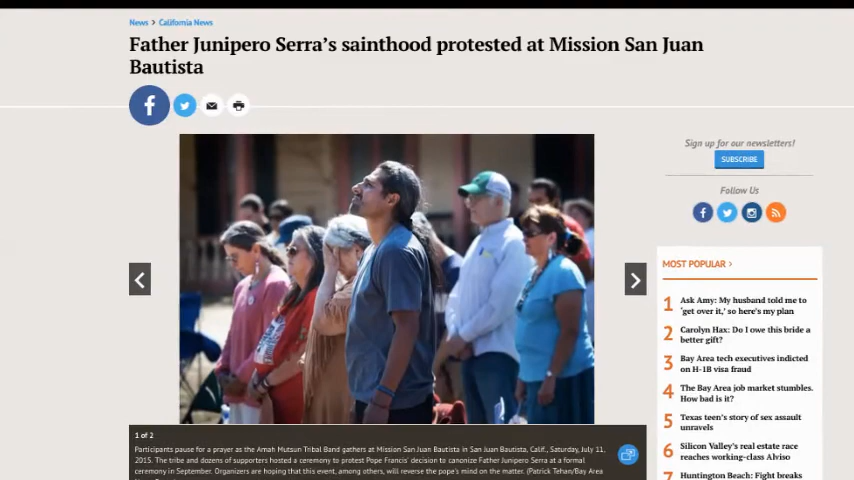 News > California News
Father Junipero Serra's sainthood protested at Mission San Juan
Bautista
Sign up for our newsletters!
SUBSCRIBE
Follow Us
MOST POPULAR >
1 Ask Amy: My husband told me to
'get over it,' so here's my plan
2 Carolyn Hax: Do I owe this bride a
better gift?
3 Bay Area tech executives indicted
on H-1B visa fraud
4 The Bay Area job market stumbles.
How bad is it?
5 Texas teen's story of sex assault
unravels
6 Silicon Valley's real estate race
reaches working-class Alviso
7 Huntington Beach: Fight breaks
1 of 2
Participants pause for a prayer as the Amah Mutsun Tribal Band gathers at Mission San Juan Bautista in San Juan Bautista, Calif., Saturday, July 11,
2015. The tribe and dozens of supporters hosted a ceremony to protest Pope Francis' decision to canonize Father Junipero Serra at a formal
ceremony in September. Organizers are hoping that this event, among others, will reverse the pope's mind on the matter. (Patrick Tehan/Bay Area